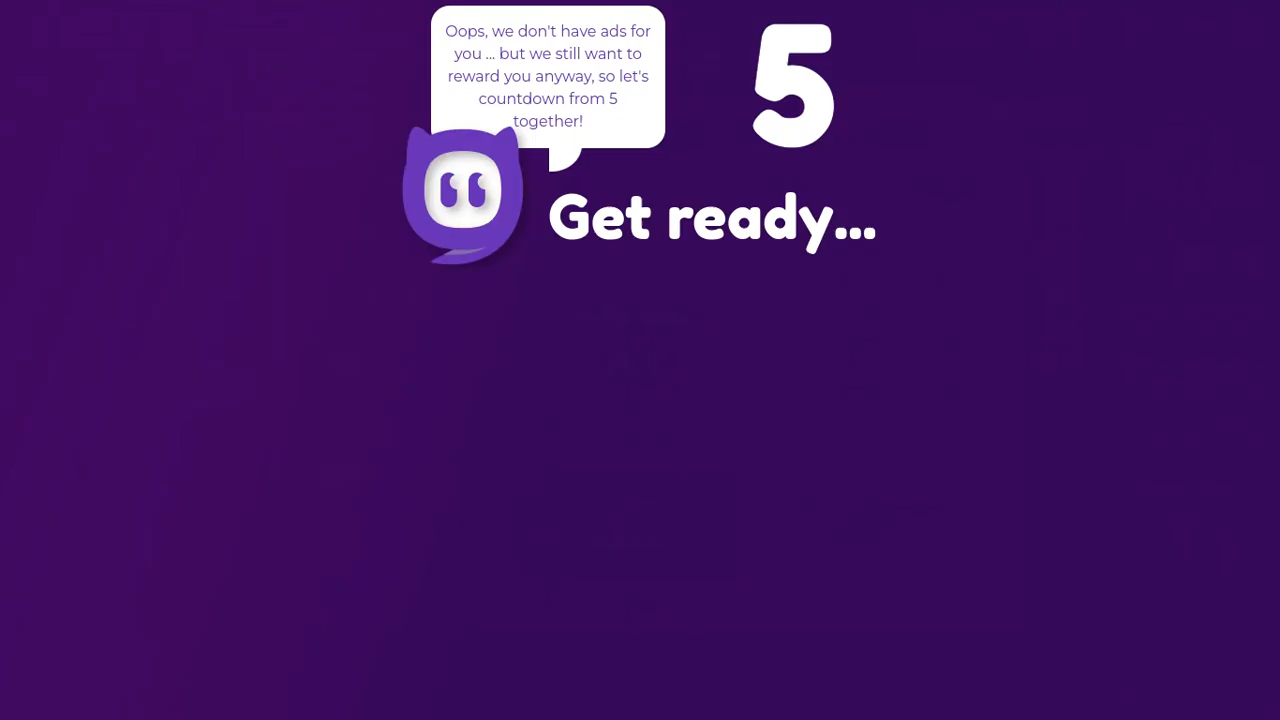 Oops, we don't have ads for
you ... but we still want to
reward you anyway, so let's
countdown from 5
together!
5
Get ready...